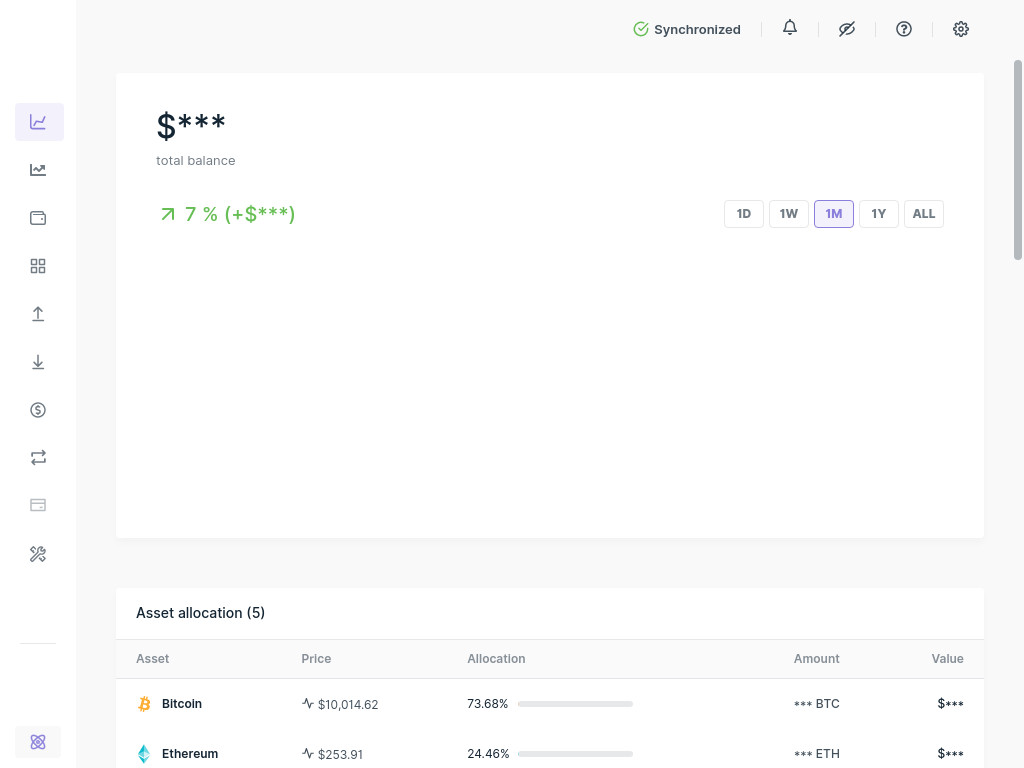 Synchronized
$***
total balance
7 % (+$***)
1D 1W 1M 1Y ALL
Asset allocation (5)
Asset Price Allocation Amount Value
Bitcoin $10,014.62 73.68% *** BTC $***
Ethereum $253.91 24.46% *** ETH $***